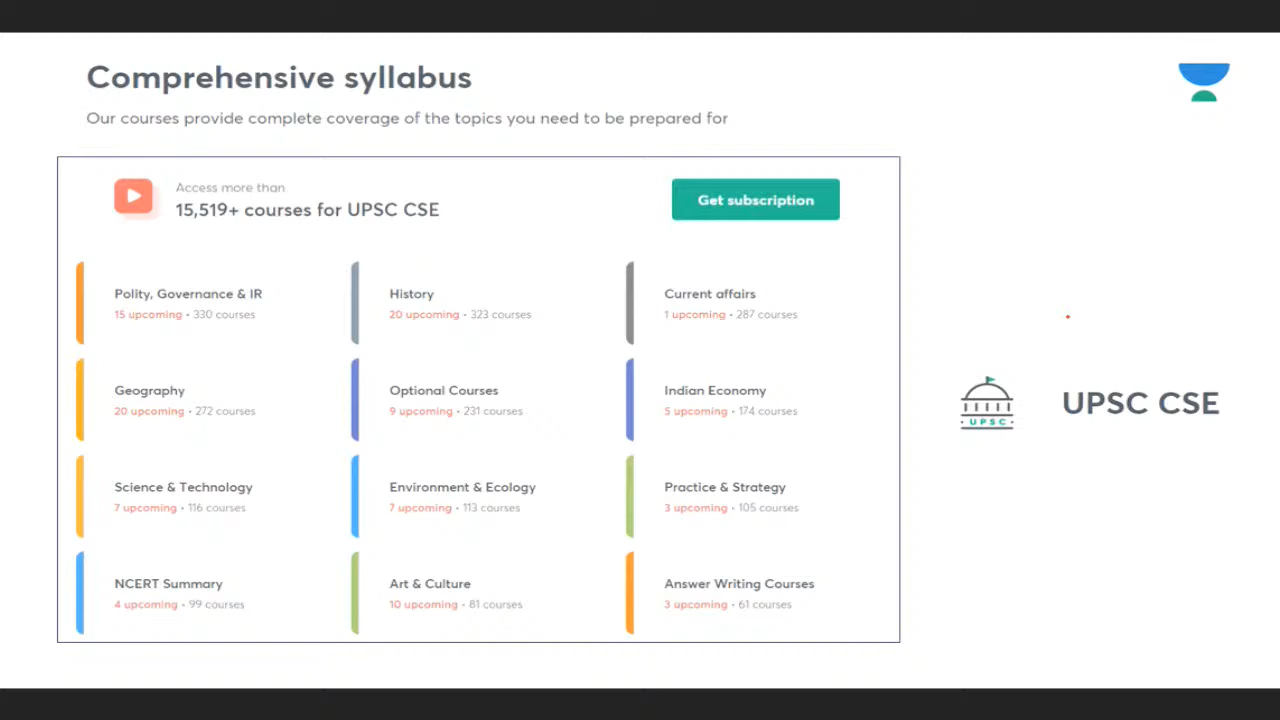 Comprehensive syllabus
Our courses provide complete coverage of the topics you need to be prepared for
Access more than
15,519+ courses for UPSC CSE
Get subscription
Polity, Governance & IR
15 upcoming • 330 courses
History
20 upcoming • 323 courses
Current affairs
1 upcoming • 287 courses
Geography
20 upcoming • 272 courses
Optional Courses
9 upcoming • 231 courses
Indian Economy
5 upcoming • 174 courses
Science & Technology
7 upcoming • 116 courses
Environment & Ecology
7 upcoming • 113 courses
Practice & Strategy
3 upcoming • 105 courses
NCERT Summary
4 upcoming • 99 courses
Art & Culture
10 upcoming • 81 courses
Answer Writing Courses
3 upcoming • 61 courses
UPSC
UPSC CSE